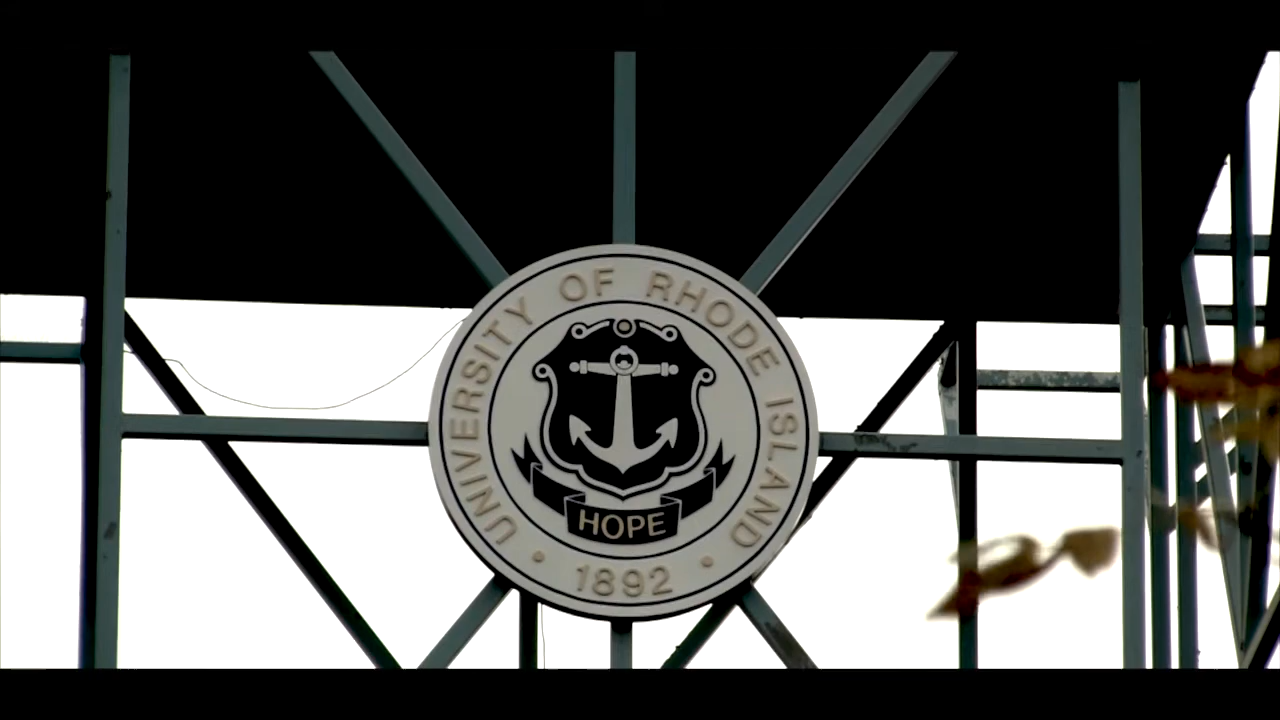 UNIVERSITY OF RHODE ISLAND
HOPE
• 1892 •